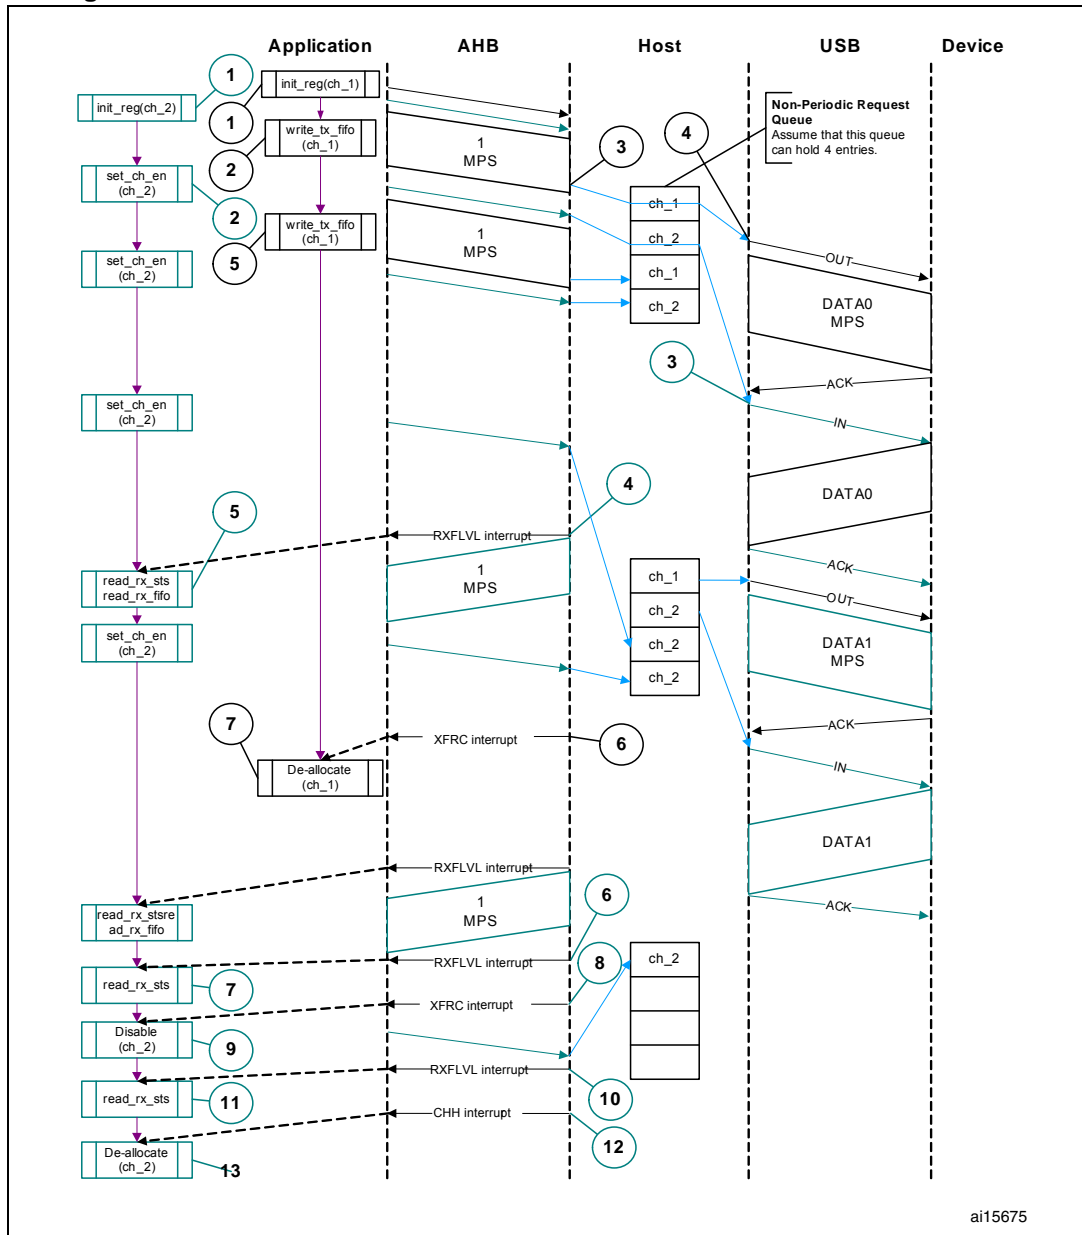 Application
AHB
Host
USB
Device
1
init_reg(ch_1)
init_reg(ch_2)
1
Non-Periodic Request
Queue
Assume that this queue
can hold 4 entries.
write_tx_fifo
(ch_1)
1
MPS
3
4
2
set_ch_en
(ch_2)
2
ch_1
write_tx_fifo
(ch_1)
1
MPS
ch_2
5
set_ch_en
(ch_2)
ch_1
OUT
ch_2
DATA0
MPS
3
ACK
set_ch_en
(ch_2)
IN
4
DATA0
5
RXFLVL interrupt
read_rx_sts
read_rx_fifo
1
MPS
ch_1
ACK
OUT
ch_2
set_ch_en
(ch_2)
ch_2
DATA1
MPS
ch_2
7
XFRC interrupt
6
ACK
De-allocate
(ch_1)
IN
DATA1
RXFLVL interrupt
read_rx_stsre
ad_rx_fifo
1
MPS
6
ACK
RXFLVL interrupt
8
ch_2
read_rx_sts
7
XFRC interrupt
Disable
(ch_2)
9
RXFLVL interrupt
read_rx_sts
11
10
CHH interrupt
12
De-allocate
(ch_2)
13
ai15675